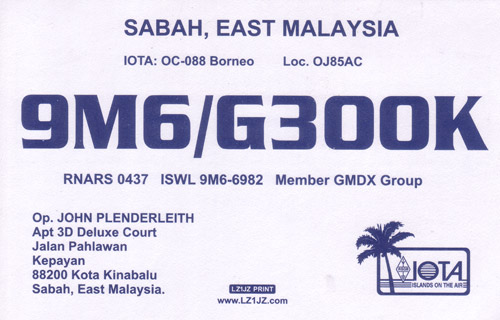 SABAH, EAST MALAYSIA
IOTA: OC-088 Borneo Loc. OJ85AC
9M6/G3OOK
RNARS 0437 ISWL 9M6-6982 Member GMDX Group
Op. JOHN PLENDERLEITH
Apt 3D Deluxe Court
Jalan Pahlawan
Kepayan
88200 Kota Kinabalu
Sabah, East Malaysia.
LZ1JZ PRINT
www.LZ1JZ.com
IOTA
ISLANDS ON THE AIR